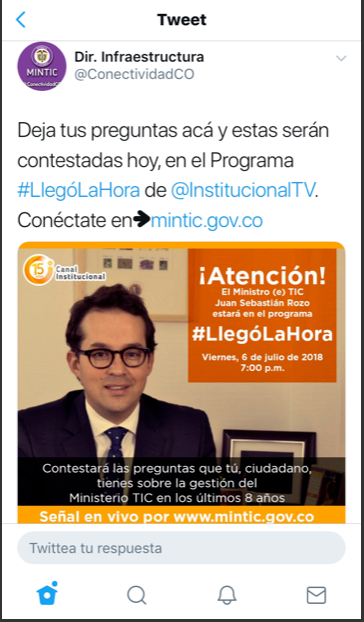 Tweet
MINTIC
ConectividadCO
Dir. Infraestructura
@ConectividadCO
Deja tus preguntas acá y estas serán
contestadas hoy, en el Programa
#LlegóLaHora de @InstitucionalTV.
Conéctate en➔mintic.gov.co
15
Canal
Institucional
¡Atención!
El Ministro (e) TIC
Juan Sebastián Rozo
estará en el programa
#LlegóLaHora
Viernes, 6 de julio de 2018
7:00 p.m.
Contestará las preguntas que tú, ciudadano,
tienes sobre la gestión del
Ministerio TIC en los últimos 8 años
Señal en vivo por www.mintic.gov.co
Twittea tu respuesta